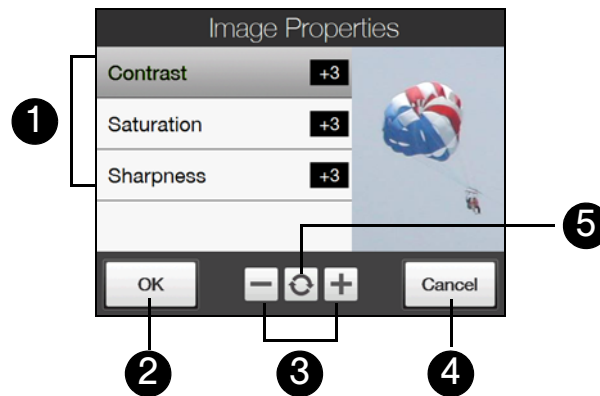 Image Properties
Contrast +3
Saturation +3
Sharpness +3
OK
Cancel
1
2
3
4
5